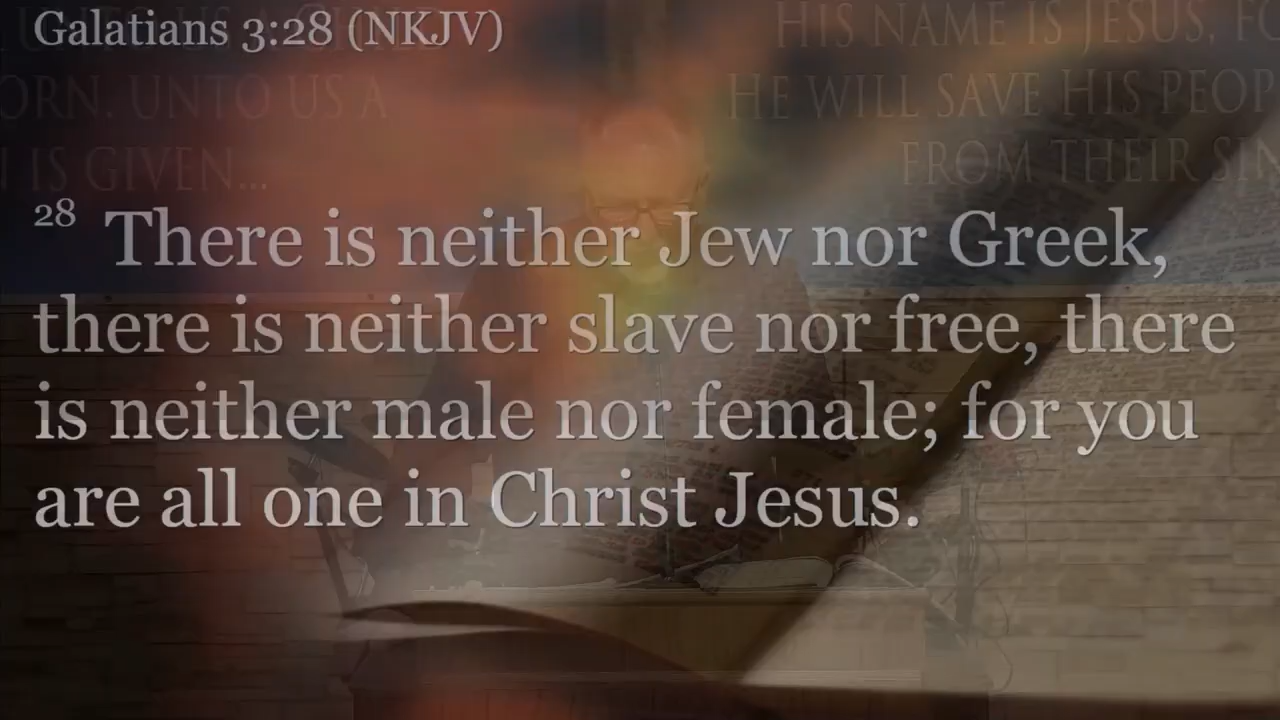 Galatians 3:28 (NKJV)
HIS NAME IS JESUS,
ORN. UNTO US A
HE WILL SAVE HIS PEOP
IS GIVEN...
FROM THEIR SIN
28 There is neither Jew nor Greek,
there is neither slave nor free, there
is neither male nor female; for you
are all one in Christ Jesus.